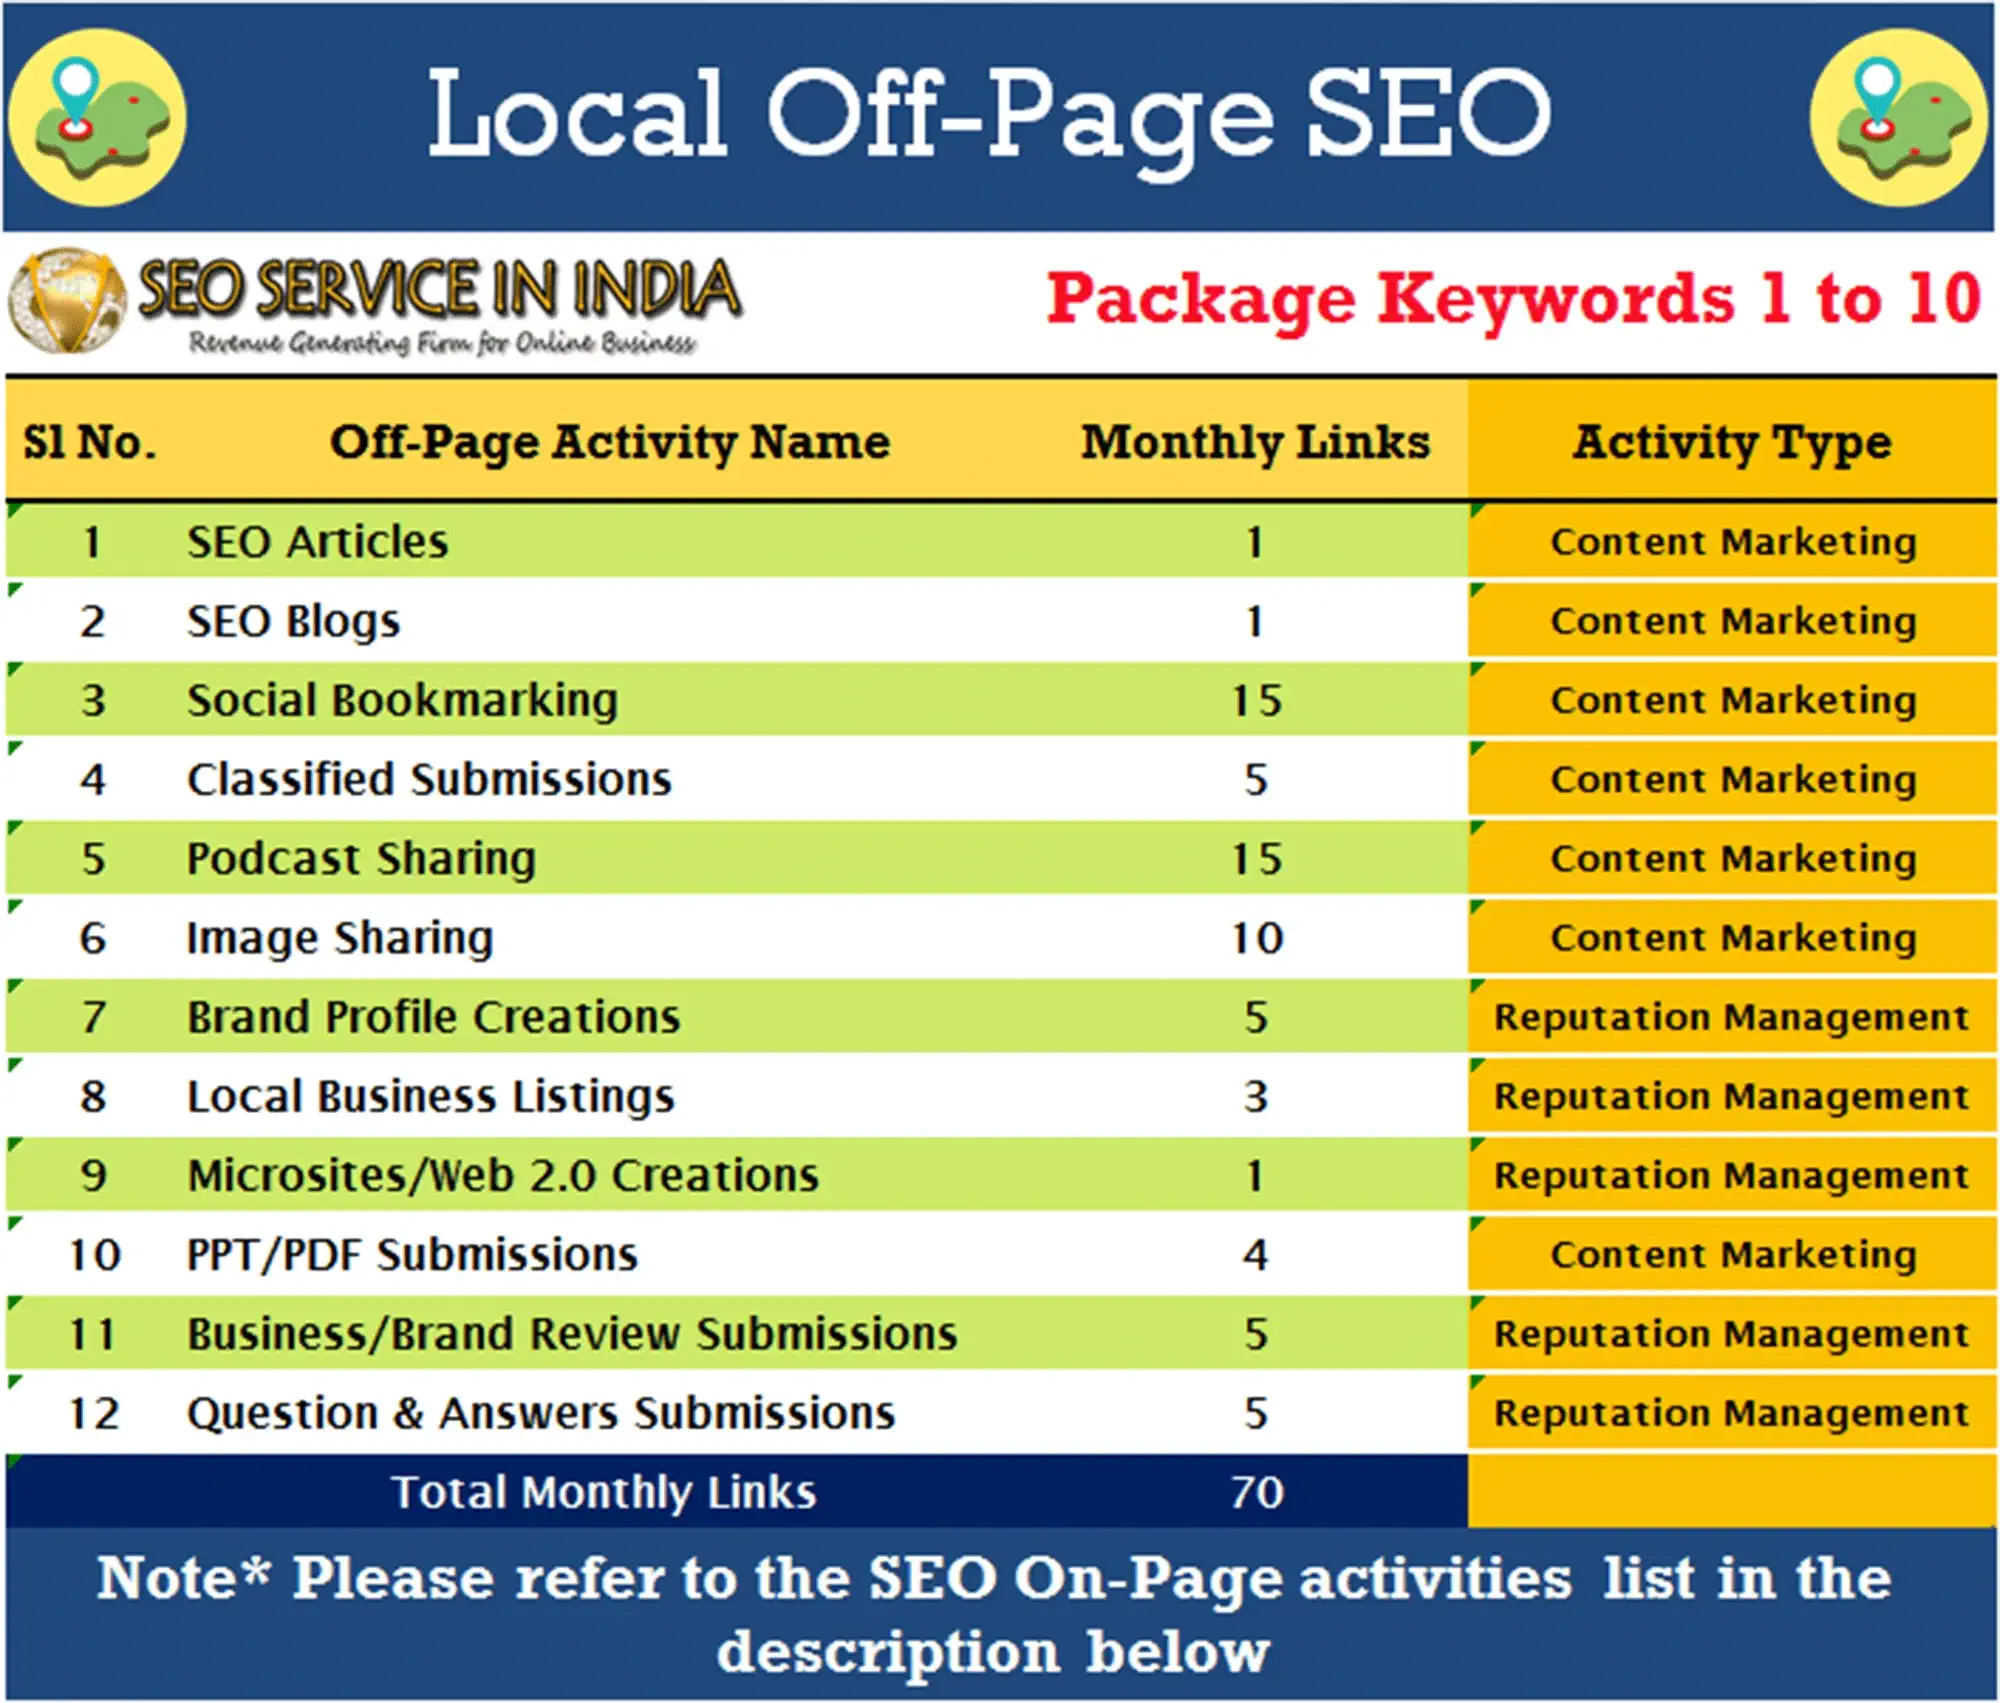 Local Off-Page SEO
SEO SERVICE IN INDIA
Revenue Generating Firm for Online Business
Package Keywords 1 to 10
Sl No. Off-Page Activity Name Monthly Links Activity Type
1 SEO Articles 1 Content Marketing
2 SEO Blogs 1 Content Marketing
3 Social Bookmarking 15 Content Marketing
4 Classified Submissions 5 Content Marketing
5 Podcast Sharing 15 Content Marketing
6 Image Sharing 10 Content Marketing
7 Brand Profile Creations 5 Reputation Management
8 Local Business Listings 3 Reputation Management
9 Microsites/Web 2.0 Creations 1 Reputation Management
10 PPT/PDF Submissions 4 Content Marketing
11 Business/Brand Review Submissions 5 Reputation Management
12 Question & Answers Submissions 5 Reputation Management
Total Monthly Links 70
Note* Please refer to the SEO On-Page activities list in the
description below